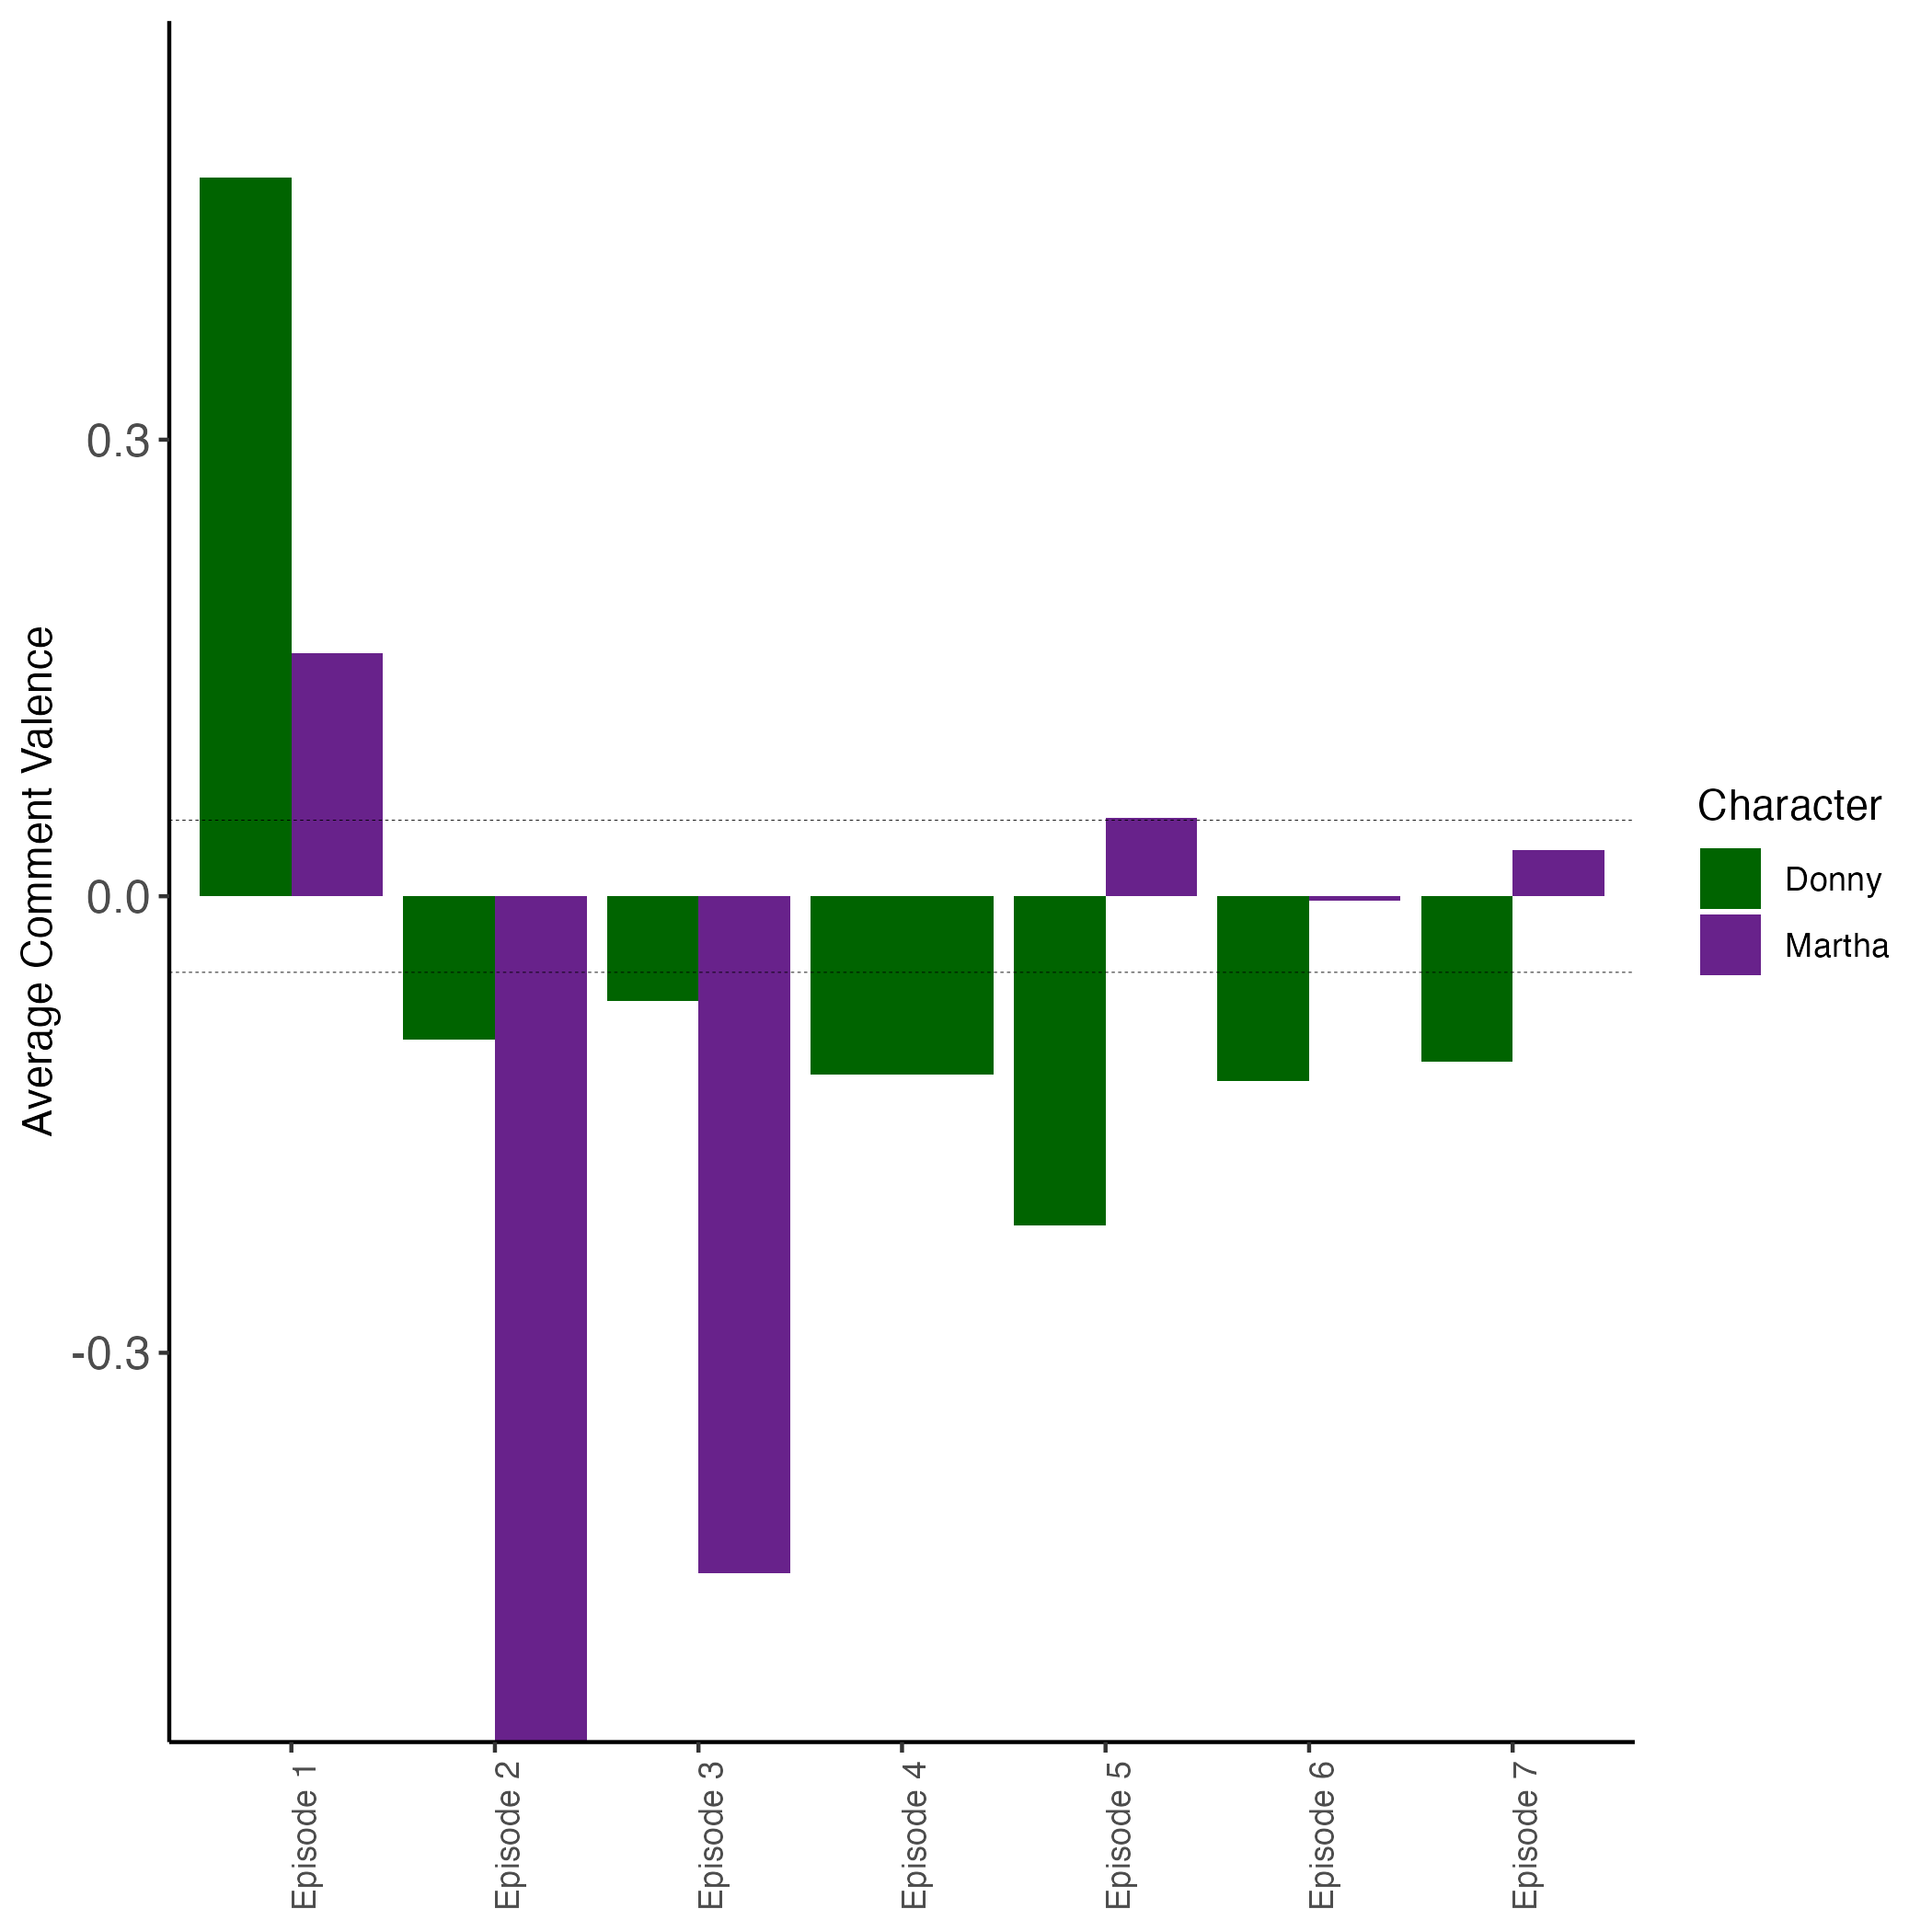 Average Comment Valence
0.3
0.0
-0.3
Episode 1
Episode 2
Episode 3
Episode 4
Episode 5
Episode 6
Episode 7
Character
Donny
Martha